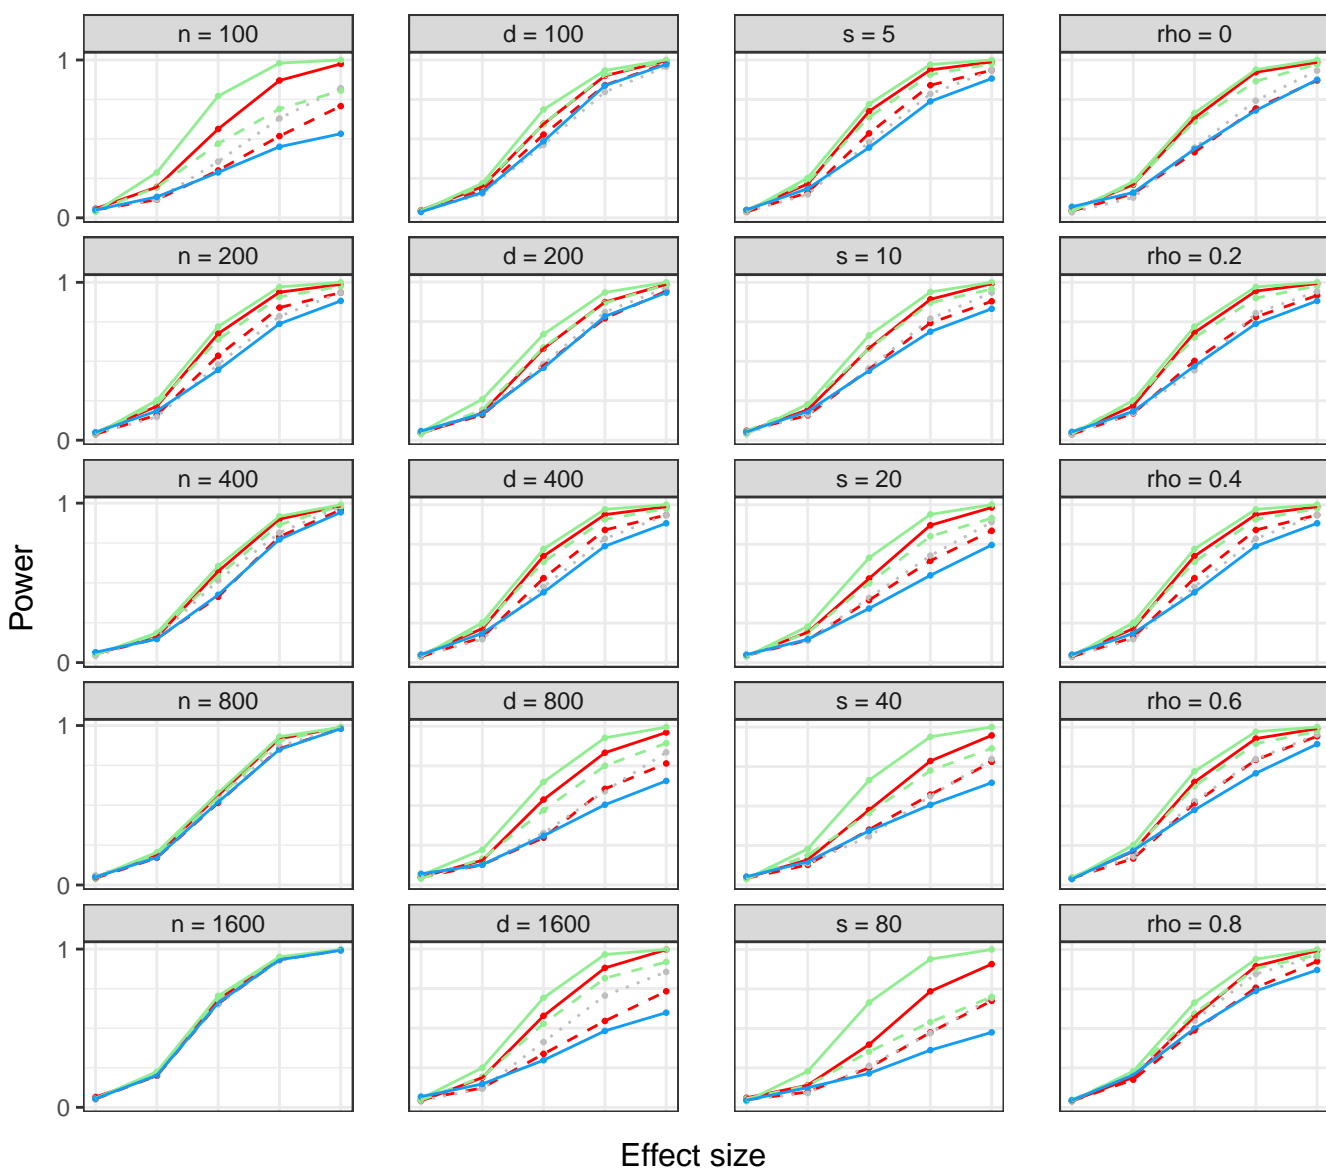 n = 100
d = 100
s = 5
rho = 0
1
0
n = 200
d = 200
s = 10
rho = 0.2
1
0
n = 400
d = 400
s = 20
rho = 0.4
1
0
Power
n = 800
d = 800
s = 40
rho = 0.6
1
0
n = 1600
d = 1600
s = 80
rho = 0.8
1
0
Effect size